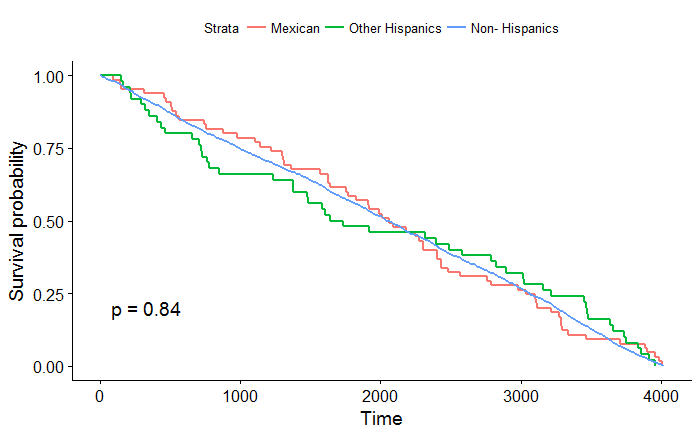 Strata Mexican Other Hispanics Non- Hispanics
Survival probability
1.00
0.75
0.50
0.25
0.00
p = 0.84
0 1000 2000 3000 4000
Time